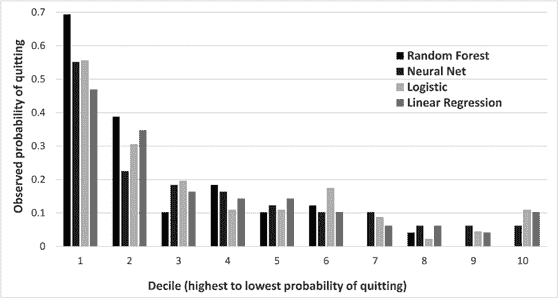 0.7
0.6
0.5
0.4
0.3
0.2
0.1
0
Observed probability of quitting
Random Forest
Neural Net
Logistic
Linear Regression
1 2 3 4 5 6 7 8 9 10
Decile (highest to lowest probability of quitting)